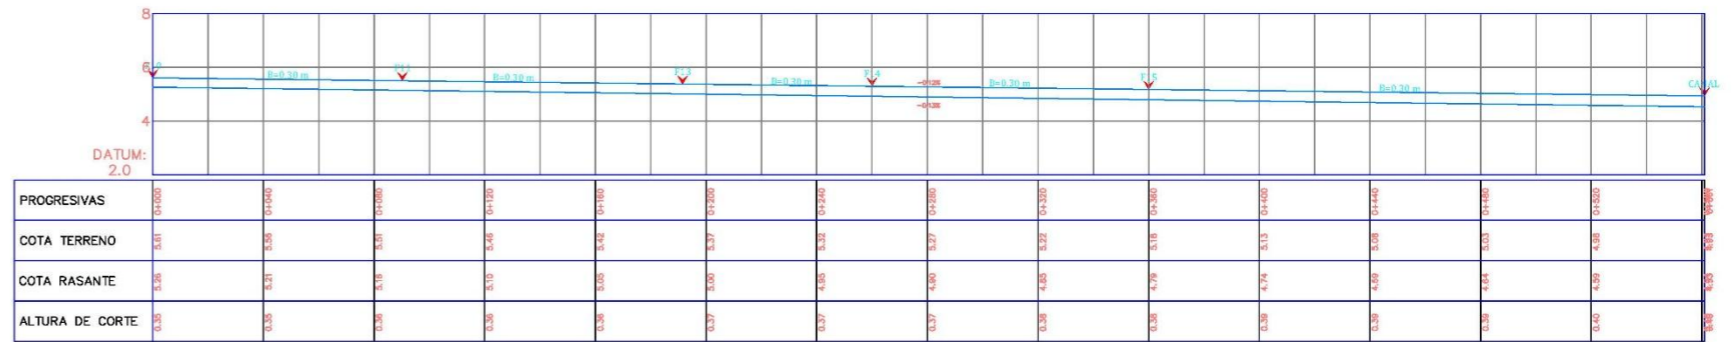 8
6
4
DATUM:
2.0
B=0.30 m
B=0.30 m
B=0.30 m
B=0.30 m
B=0.30 m
CANAL
PROGRESIVAS 0+000 0+040 0+080 0+120 0+160 0+200 0+240 0+280 0+320 0+360 0+400 0+440 0+480 0+520
COTA TERRENO 5.61 5.56 5.51 5.46 5.42 5.37 5.32 5.27 5.22 5.18 5.13 5.08 5.03 4.98
COTA RASANTE 5.26 5.21 5.16 5.10 5.05 5.00 4.95 4.90 4.85 4.79 4.74 4.69 4.64 4.59
ALTURA DE CORTE 0.35 0.35 0.36 0.36 0.36 0.37 0.37 0.37 0.38 0.38 0.39 0.39 0.39 0.40